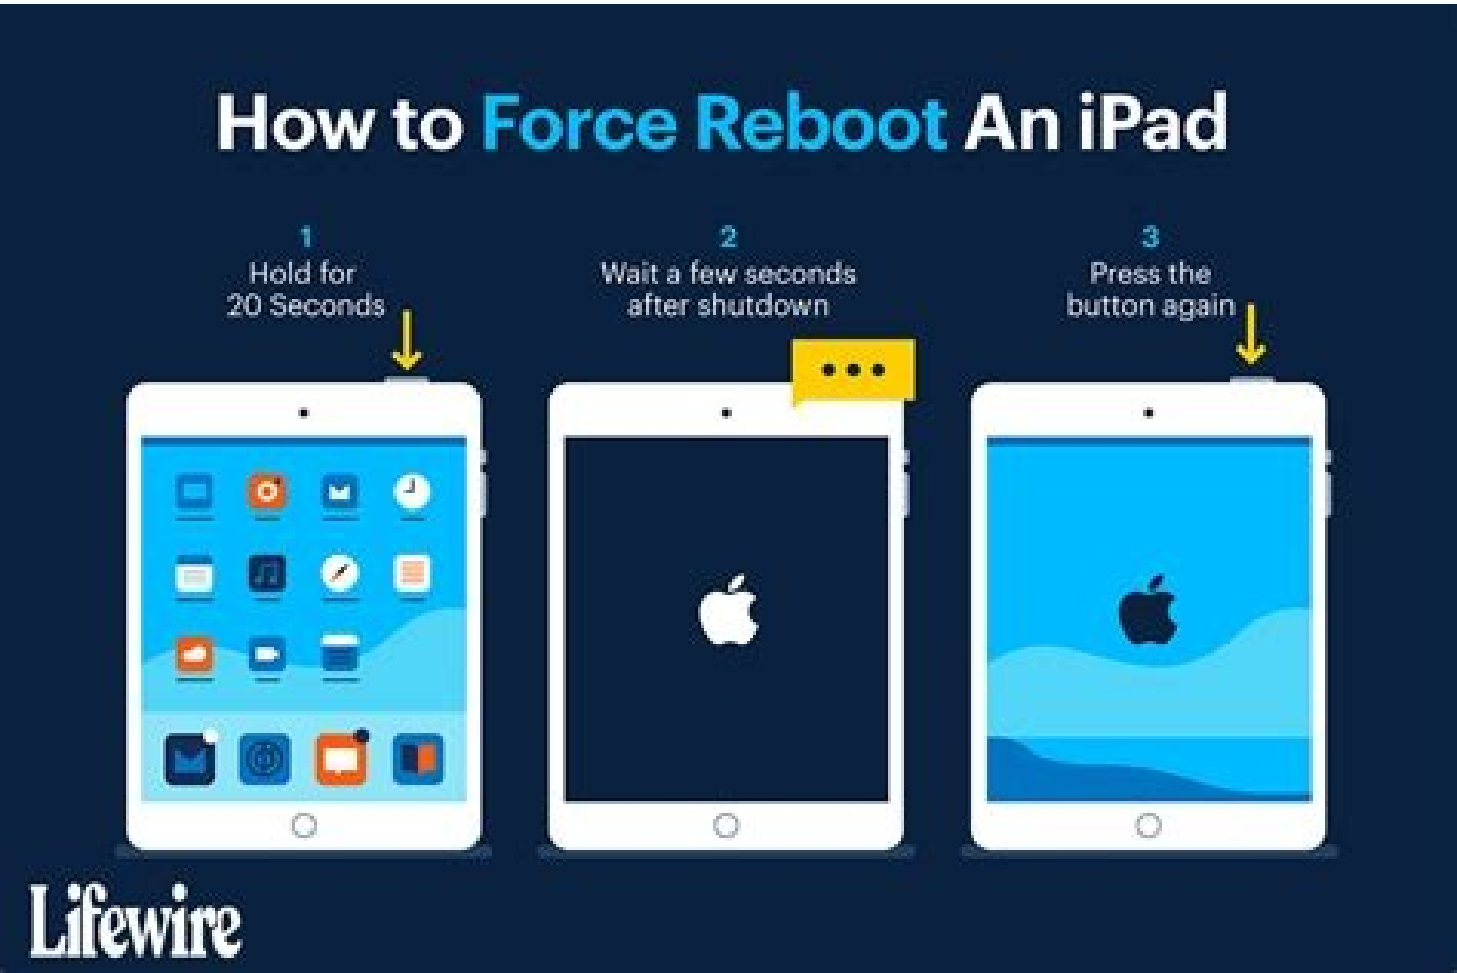 How to Force Reboot An iPad
1
Hold for
20 Seconds
2
Wait a few seconds
after shutdown
3
Press the
button again
Lifewire